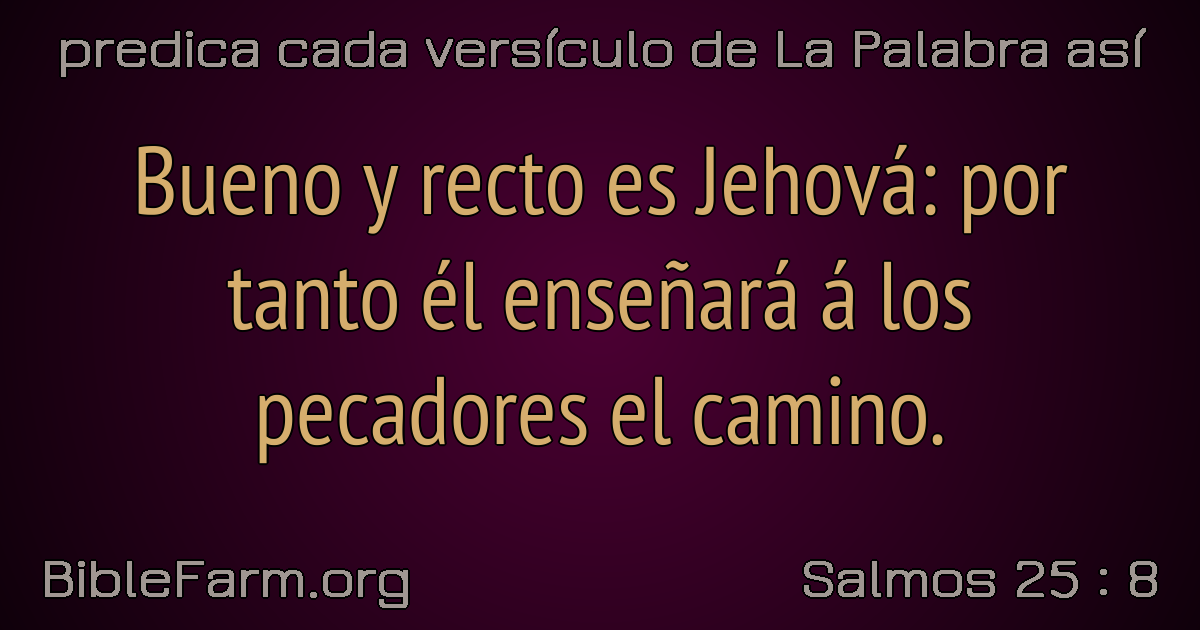 predica cada versículo de La Palabra así
Bueno y recto es Jehová: por
tanto él enseñará á los
pecadores el camino.
BibleFarm.org
Salmos 25 : 8